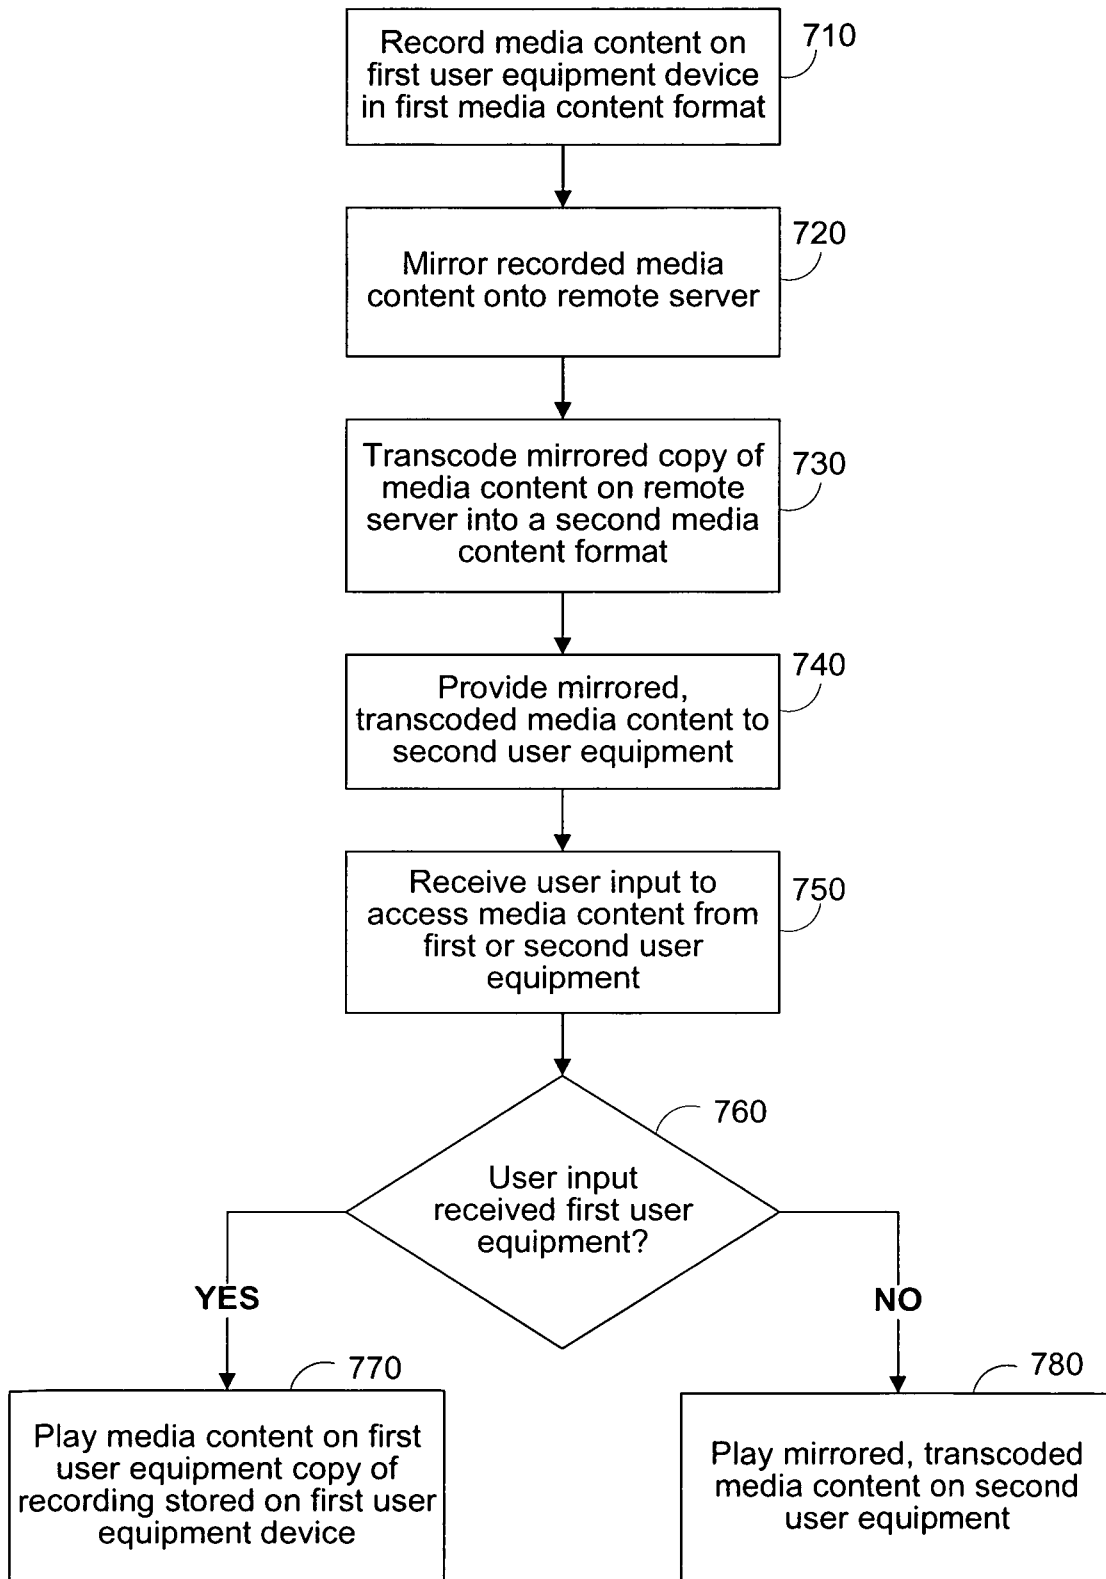 Record media content on
first user equipment device
in first media content format
710
Mirror recorded media
content onto remote server
720
Transcode mirrored copy of
media content on remote
server into a second media
content format
730
Provide mirrored,
transcoded media content to
second user equipment
740
Receive user input to
access media content from
first or second user
equipment
750
User input
received first user
equipment?
760
YES
NO
Play media content on first
user equipment copy of
recording stored on first user
equipment device
770
Play mirrored, transcoded
media content on second
user equipment
780